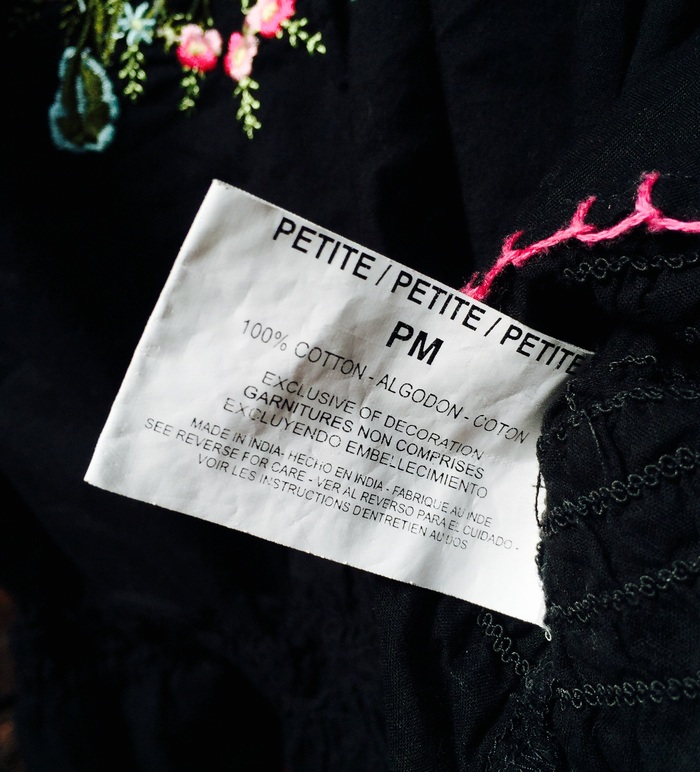 PETITE / PETITE / PETITE
PM
100% COTTON - ALGODON - COTON
EXCLUSIVE OF DECORATION
GARNITURES NON COMPRISES
EXCLUYENDO EMBELLECIMIENTO
MADE IN INDIA- HECHO EN INDIA - FABRIQUE AU INDE
SEE REVERSE FOR CARE - VER AL REVERSO PARA EL CUIDADO -
VOIR LES INSTRUCTIONS D'ENTRETIEN AU DOS